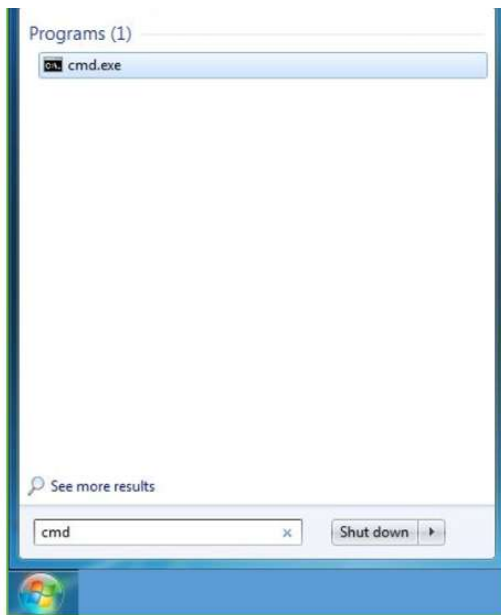 Programs (1)
cmd.exe
See more results
cmd
Shut down